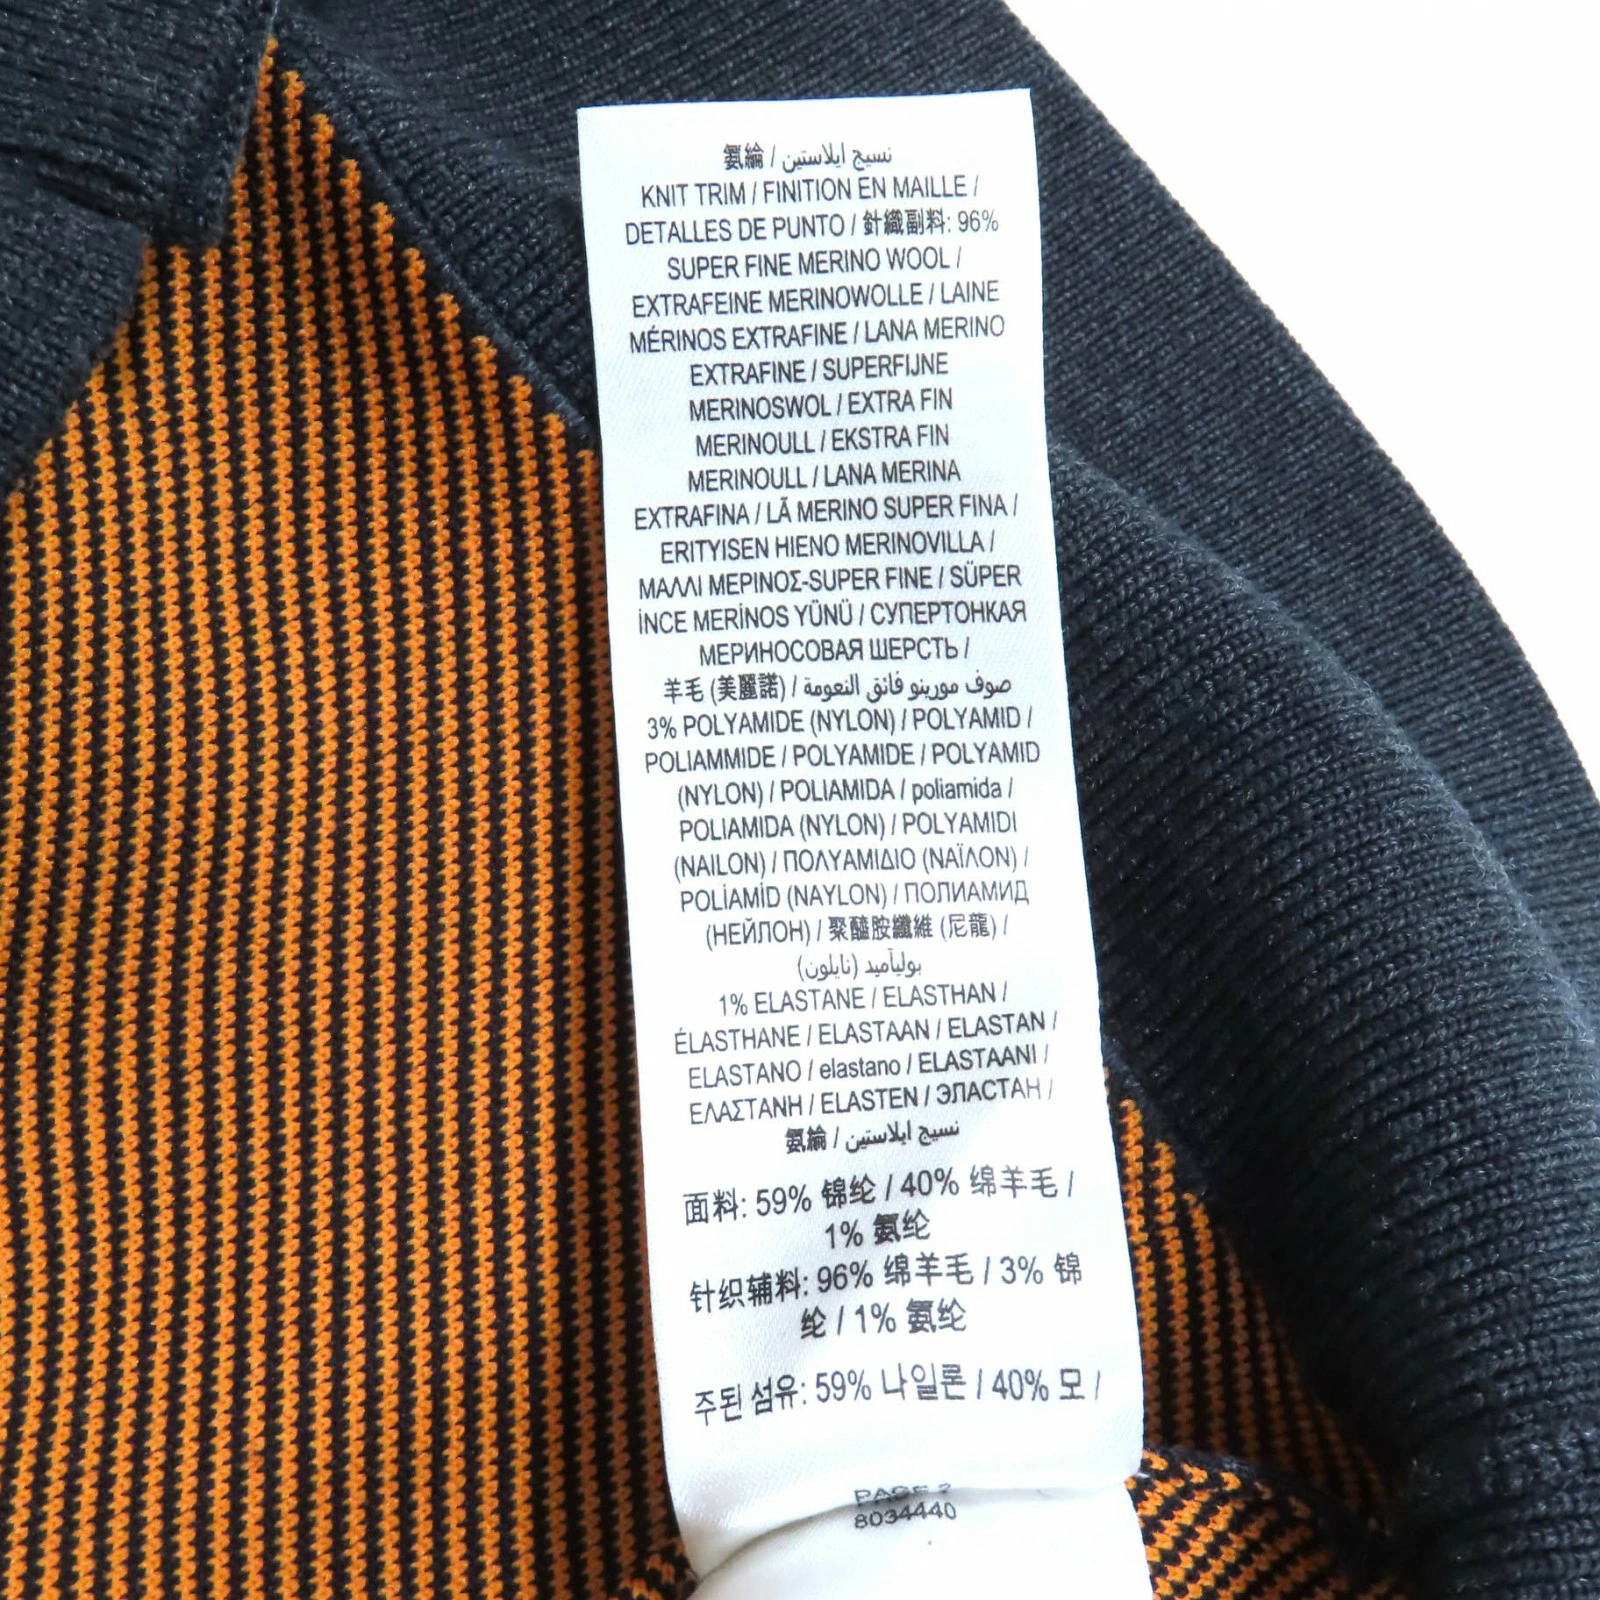 氨綸 / نسيج ايلاستين
KNIT TRIM / FINITION EN MAILLE /
DETALLES DE PUNTO / 針織副料: 96%
SUPER FINE MERINO WOOL /
EXTRAFEINE MERINOWOLLE / LAINE
MÉRINOS EXTRAFINE / LANA MERINO
EXTRAFINE / SUPERFIJNE
MERINOSWOL / EXTRA FIN
MERINOULL / EKSTRA FIN
MERINOULL / LANA MERINA
EXTRAFINA / LÃ MERINO SUPER FINA /
ERITYISEN HIENO MERINOVILLA /
ΜΑΛΛΙ ΜΕΡΙΝΟΣ-SUPER FINE / SÜPER
İNCE MERİNOS YÜNÜ / СУПЕРТОНКАЯ
МЕРИНОСОВАЯ ШЕРСТЬ /
羊毛 (美麗諾) / صوف مورينو فائق النعومة
3% POLYAMIDE (NYLON) / POLYAMID /
POLIAMMIDE / POLYAMIDE / POLYAMID
(NYLON) / POLIAMIDA / poliamida /
POLIAMIDA (NYLON) / POLYAMIDI
(NAILON) / ΠΟΛΥΑΜΙΔΙΟ (ΝΑΪΛΟΝ) /
POLİAMİD (NAYLON) / ПОЛИАМИД
(НЕЙЛОН) / 聚醯胺纖維 (尼龍) /
بوليآميد (نايلون)
1% ELASTANE / ELASTHAN /
ÉLASTHANE / ELASTAAN / ELASTAN /
ELASTANO / elastano / ELASTAANI /
ΕΛΑΣΤΑΝΗ / ELASTEN / ЭЛАСТАН /
氨綸 / نسيج ايلاستين
面料: 59% 锦纶 / 40% 绵羊毛 /
1% 氨纶
针织辅料: 96% 绵羊毛 / 3% 锦
纶 / 1% 氨纶
주된 섬유: 59% 나일론 / 40% 모 /
PAGE 2
8034440